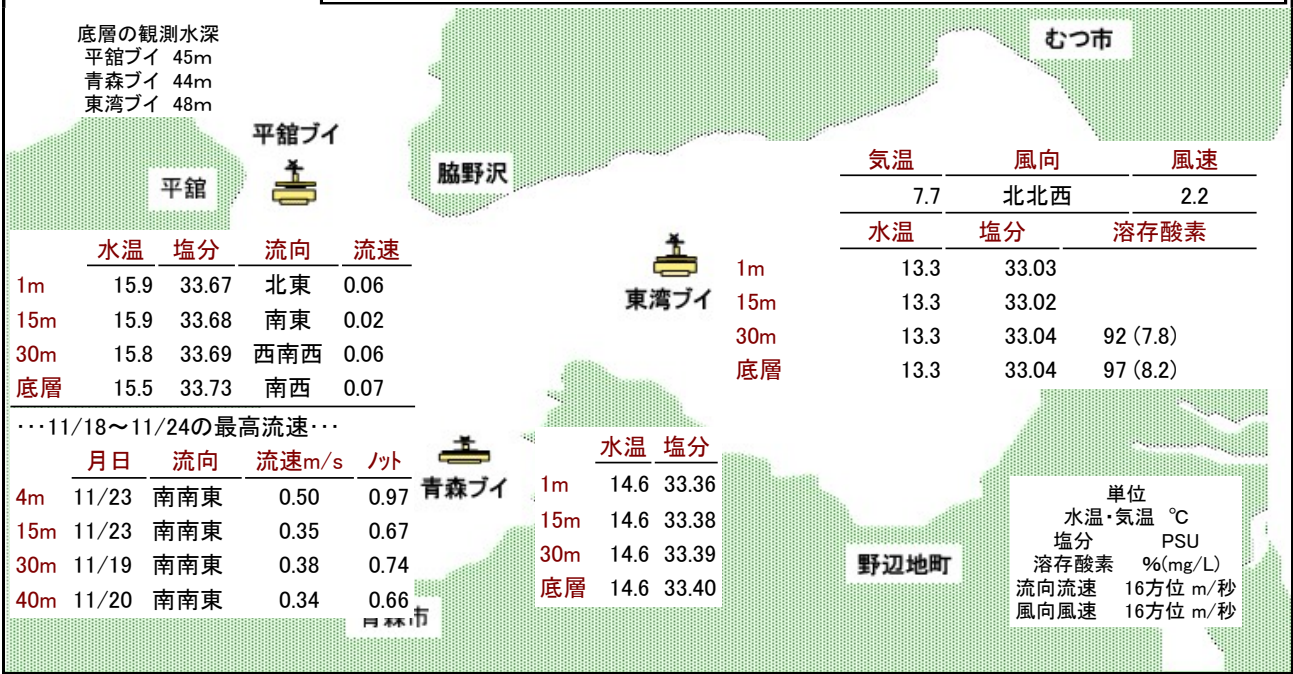 底層の観測水深
平舘ブイ 45m
青森ブイ 44m
東湾ブイ 48m
むつ市
平舘ブイ
脇野沢
平舘
気温 風向 風速
7.7 北北西 2.2
水温 塩分 溶存酸素
1m 13.3 33.03
15m 13.3 33.02
30m 13.3 33.04 92 (7.8)
底層 13.3 33.04 97 (8.2)
東湾ブイ
水温 塩分 流向 流速
1m 15.9 33.67 北東 0.06
15m 15.9 33.68 南東 0.02
30m 15.8 33.69 西南西 0.06
底層 15.5 33.73 南西 0.07
･･･11/18～11/24の最高流速･･･
月日 流向 流速m/s ﾉｯﾄ
4m 11/23 南南東 0.50 0.97
15m 11/23 南南東 0.35 0.67
30m 11/19 南南東 0.38 0.74
40m 11/20 南南東 0.34 0.66
青森ブイ
水温 塩分
1m 14.6 33.36
15m 14.6 33.38
30m 14.6 33.39
底層 14.6 33.40
青森市
野辺地町
単位
水温･気温 ℃
塩分 PSU
溶存酸素 %(mg/L)
流向流速 16方位 m/秒
風向風速 16方位 m/秒